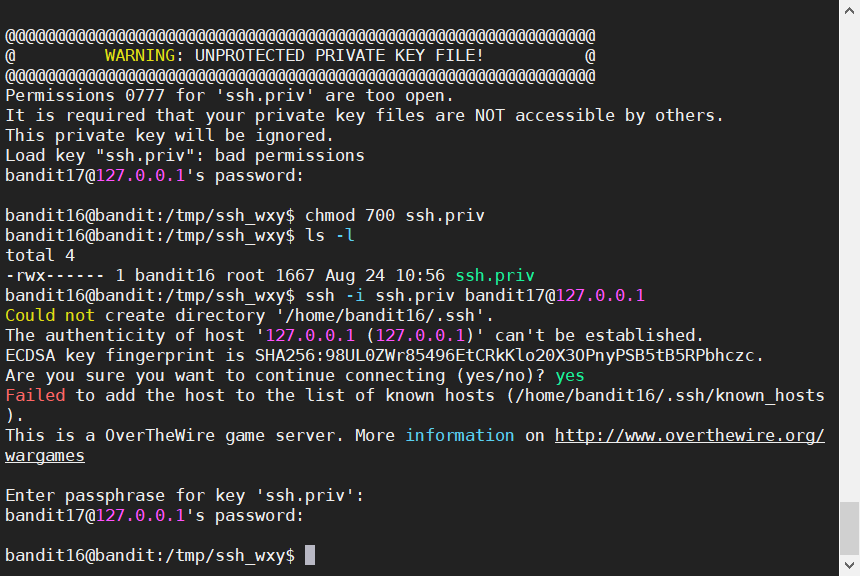 @@@@@@@@@@@@@@@@@@@@@@@@@@@@@@@@@@@@@@@@@@@@@@@@@@@@@@@@@@@
@         WARNING: UNPROTECTED PRIVATE KEY FILE!          @
@@@@@@@@@@@@@@@@@@@@@@@@@@@@@@@@@@@@@@@@@@@@@@@@@@@@@@@@@@@
Permissions 0777 for 'ssh.priv' are too open.
It is required that your private key files are NOT accessible by others.
This private key will be ignored.
Load key "ssh.priv": bad permissions
bandit17@127.0.0.1's password:
bandit16@bandit:/tmp/ssh_wxy$ chmod 700 ssh.priv
bandit16@bandit:/tmp/ssh_wxy$ ls -l
total 4
-rwx------ 1 bandit16 root 1667 Aug 24 10:56 ssh.priv
bandit16@bandit:/tmp/ssh_wxy$ ssh -i ssh.priv bandit17@127.0.0.1
Could not create directory '/home/bandit16/.ssh'.
The authenticity of host '127.0.0.1 (127.0.0.1)' can't be established.
ECDSA key fingerprint is SHA256:98UL0ZWr85496EtCRkKlo20X3OPnyPSB5tB5RPbhczc.
Are you sure you want to continue connecting (yes/no)? yes
Failed to add the host to the list of known hosts (/home/bandit16/.ssh/known_hosts
).
This is a OverTheWire game server. More information on http://www.overthewire.org/
wargames
Enter passphrase for key 'ssh.priv':
bandit17@127.0.0.1's password:
bandit16@bandit:/tmp/ssh_wxy$